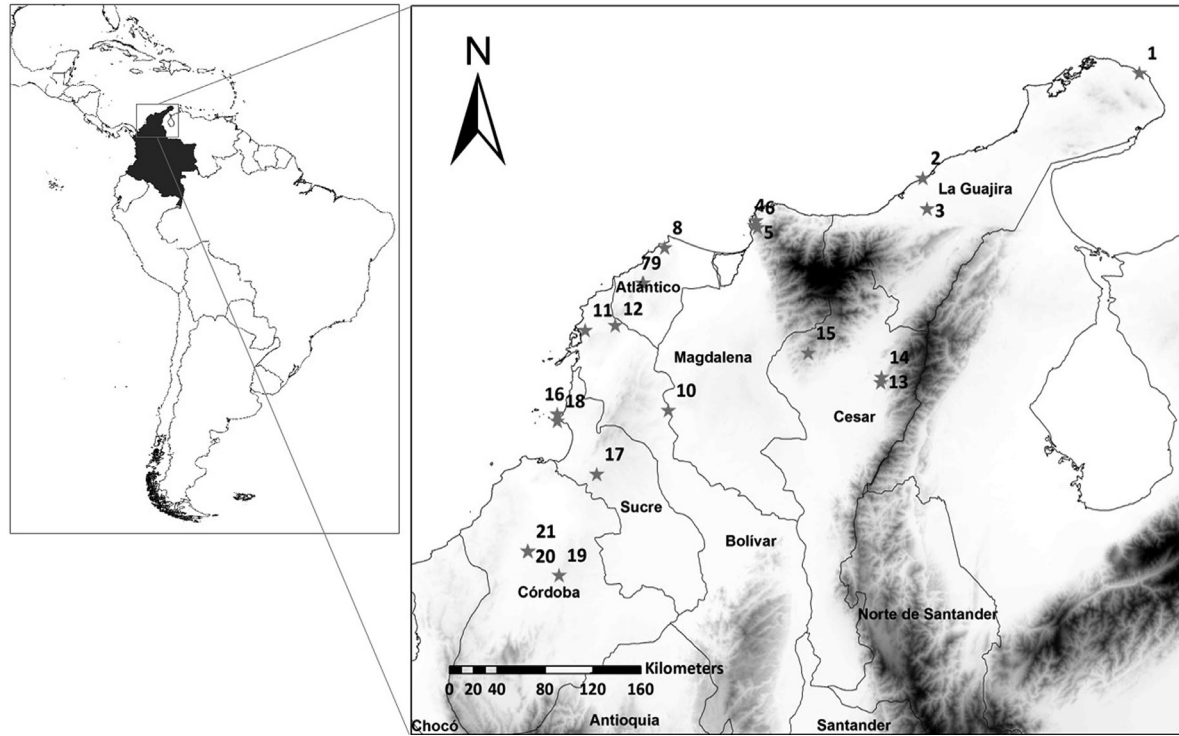 N
1
2
La Guajira
3
46
5
8
79
Atlántico
11
12
Magdalena
15
14
13
10
Cesar
16
18
17
Sucre
21
20
19
Bolívar
Córdoba
Norte de Santander
Kilometers
0 20 40 80 120 160
Chocó
Antioquia
Santander